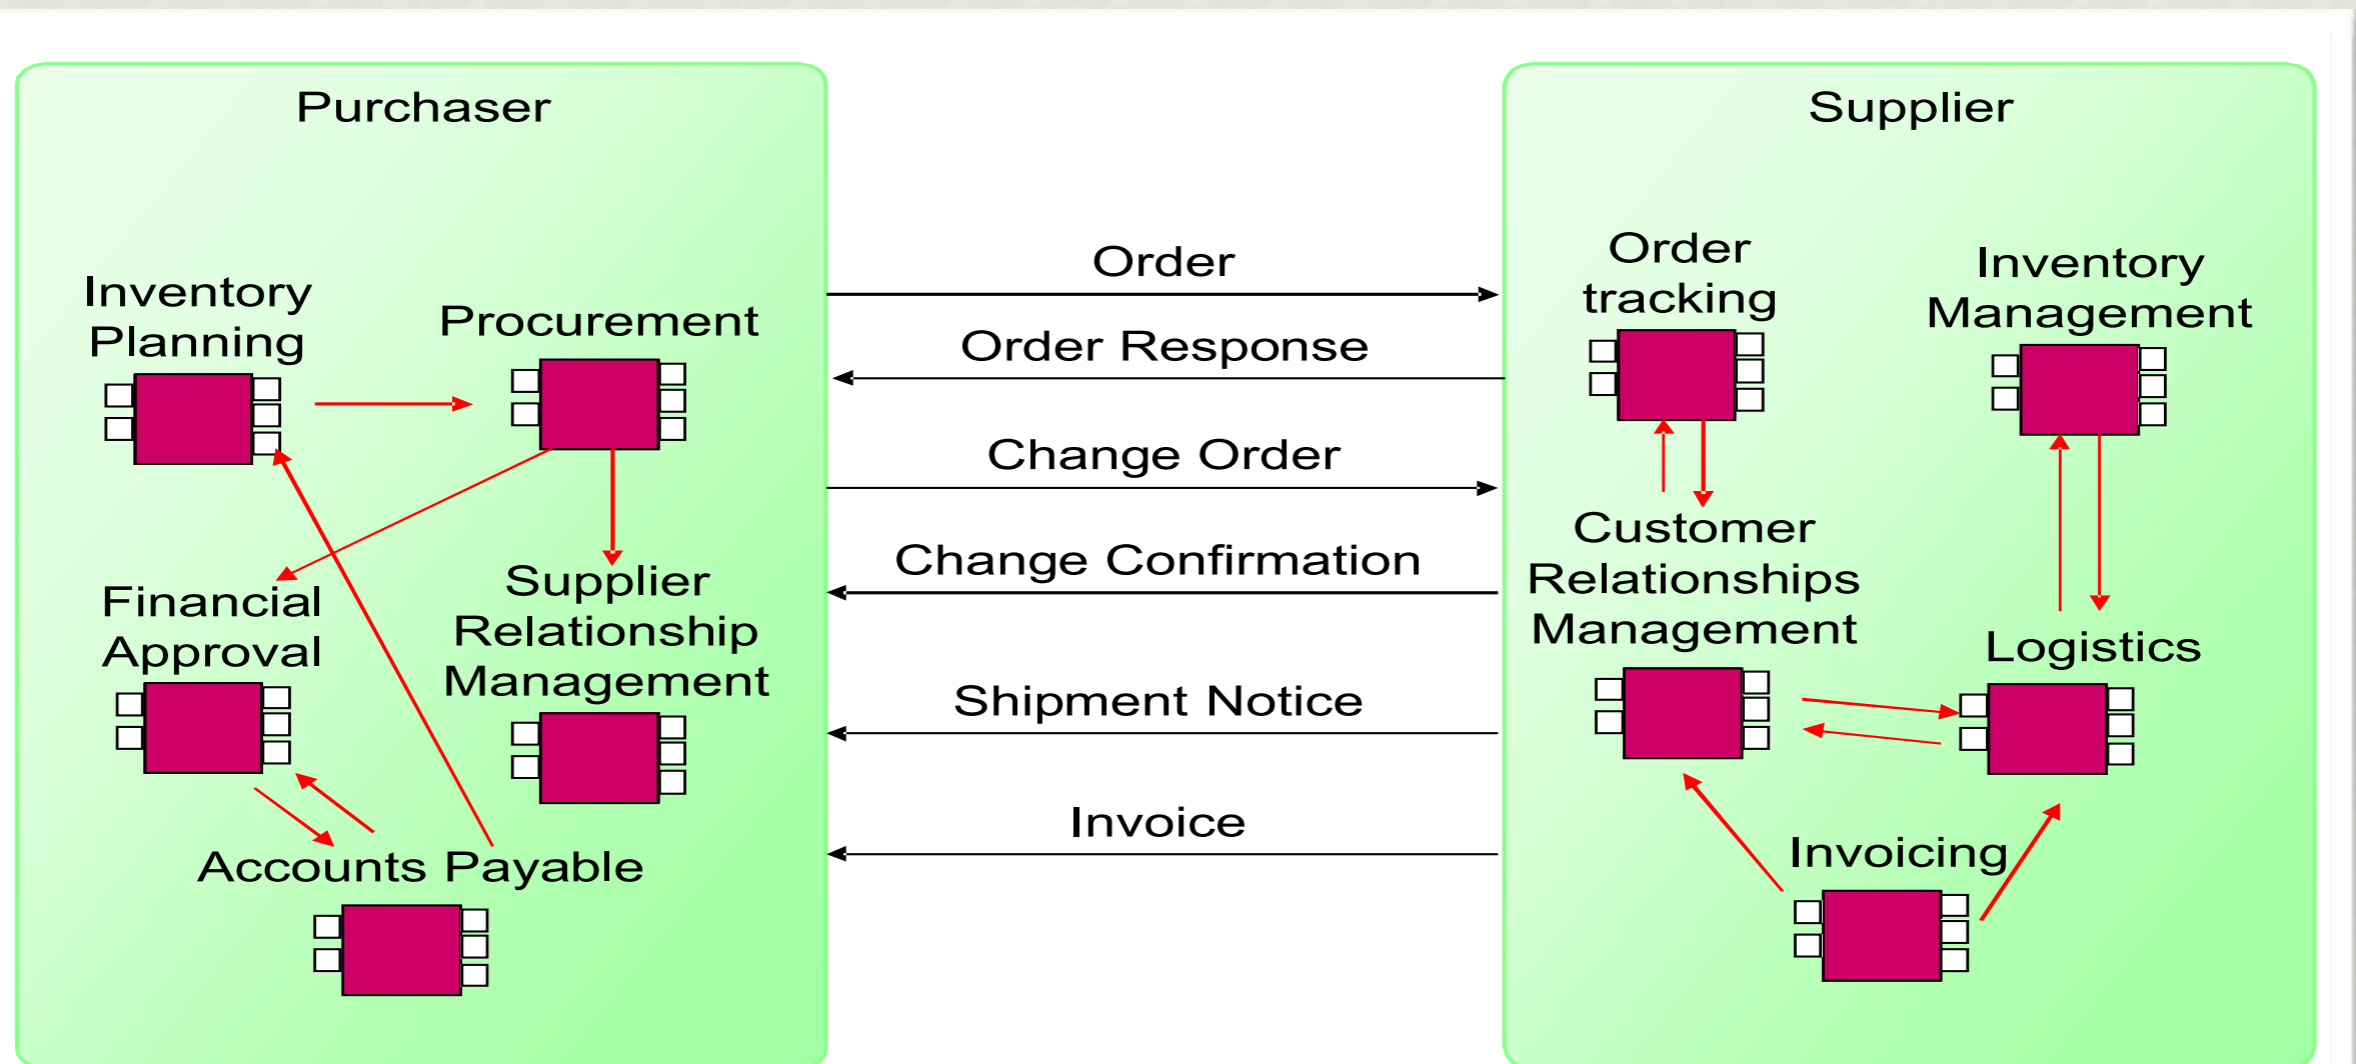 Purchaser
Inventory
Planning
Procurement
Financial
Approval
Supplier
Relationship
Management
Accounts Payable
Order
Order Response
Change Order
Change Confirmation
Shipment Notice
Invoice
Supplier
Order
tracking
Inventory
Management
Customer
Relationships
Management
Logistics
Invoicing